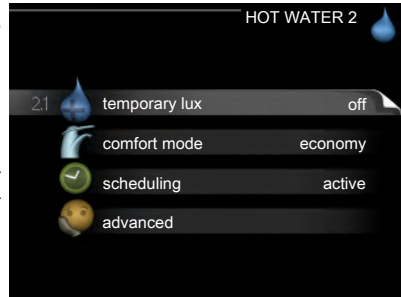 HOT WATER 2
2.1 temporary lux off
comfort mode economy
scheduling active
advanced